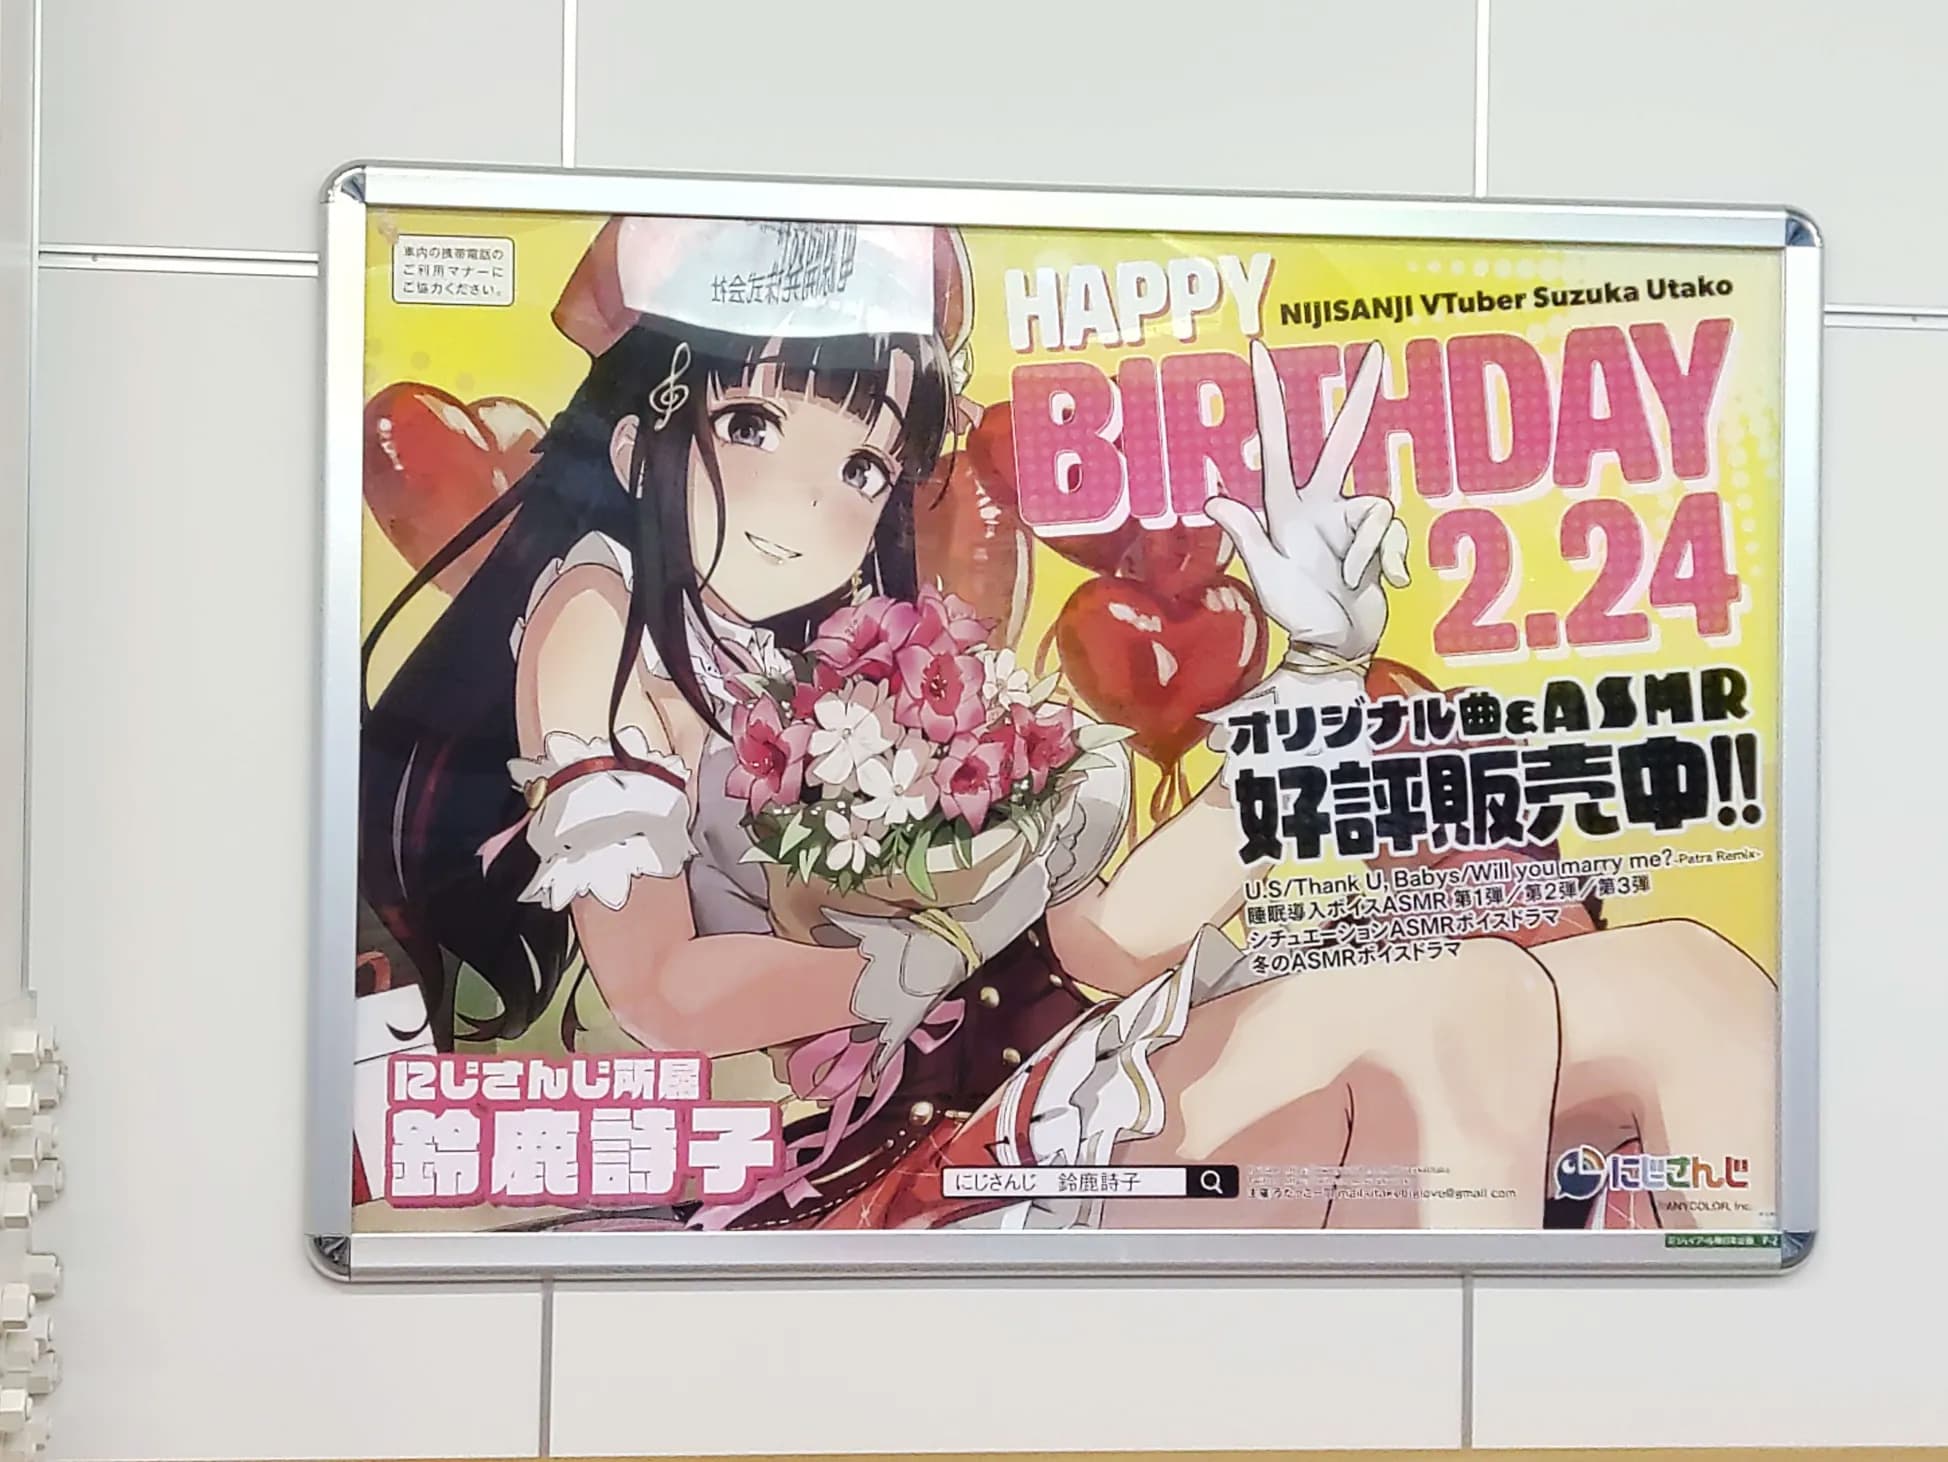 車内の携帯電話の
ご利用マナーに
ご協力ください。
HAPPY
NIJISANJI VTuber Suzuka Utako
BIRTHDAY
2.24
オリジナル曲&ASMR
好評販売中!!
U.S/Thank U, Babys/Will you marry me?-Patra Remix-
睡眠導入ボイスASMR 第1弾/第2弾/第3弾
シチュエーションASMRボイスドラマ
冬のASMRボイスドラマ
にじさんじ所属
鈴鹿詩子
にじさんじ 鈴鹿詩子
にじさんじ
©ANYCOLOR, Inc.